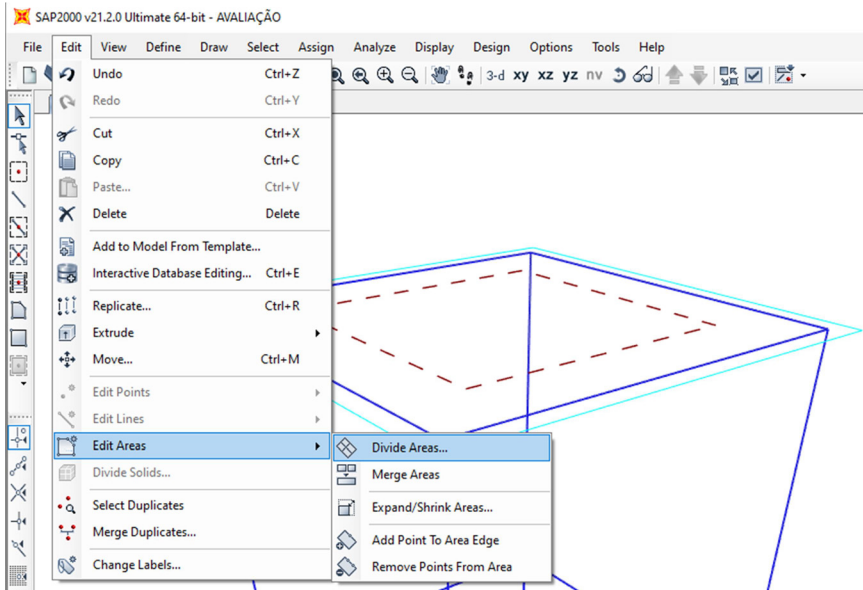 SAP2000 v21.2.0 Ultimate 64-bit - AVALIAÇÃO
File Edit View Define Draw Select Assign Analyze Display Design Options Tools Help
3-d xy xz yz nv
Undo Ctrl+Z
Redo Ctrl+Y
Cut Ctrl+X
Copy Ctrl+C
Paste... Ctrl+V
Delete Delete
Add to Model From Template...
Interactive Database Editing... Ctrl+E
Replicate... Ctrl+R
Extrude
Move... Ctrl+M
Edit Points
Edit Lines
Edit Areas
Divide Solids...
Select Duplicates
Merge Duplicates...
Change Labels...
Divide Areas...
Merge Areas
Expand/Shrink Areas...
Add Point To Area Edge
Remove Points From Area